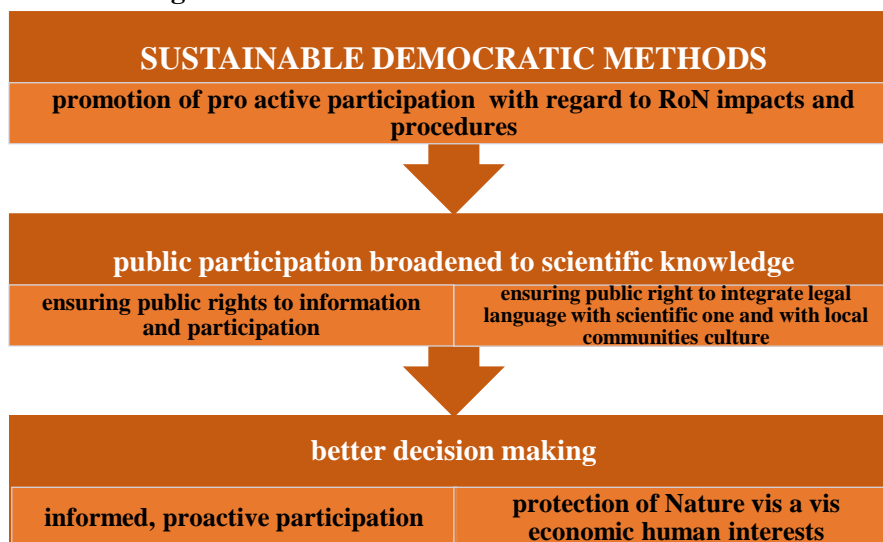 SUSTAINABLE DEMOCRATIC METHODS
promotion of pro active participation with regard to RoN impacts and
procedures
public participation broadened to scientific knowledge
ensuring public rights to information
and participation
ensuring public right to integrate legal
language with scientific one and with local
communities culture
better decision making
informed, proactive participation
protection of Nature vis a vis
economic human interests